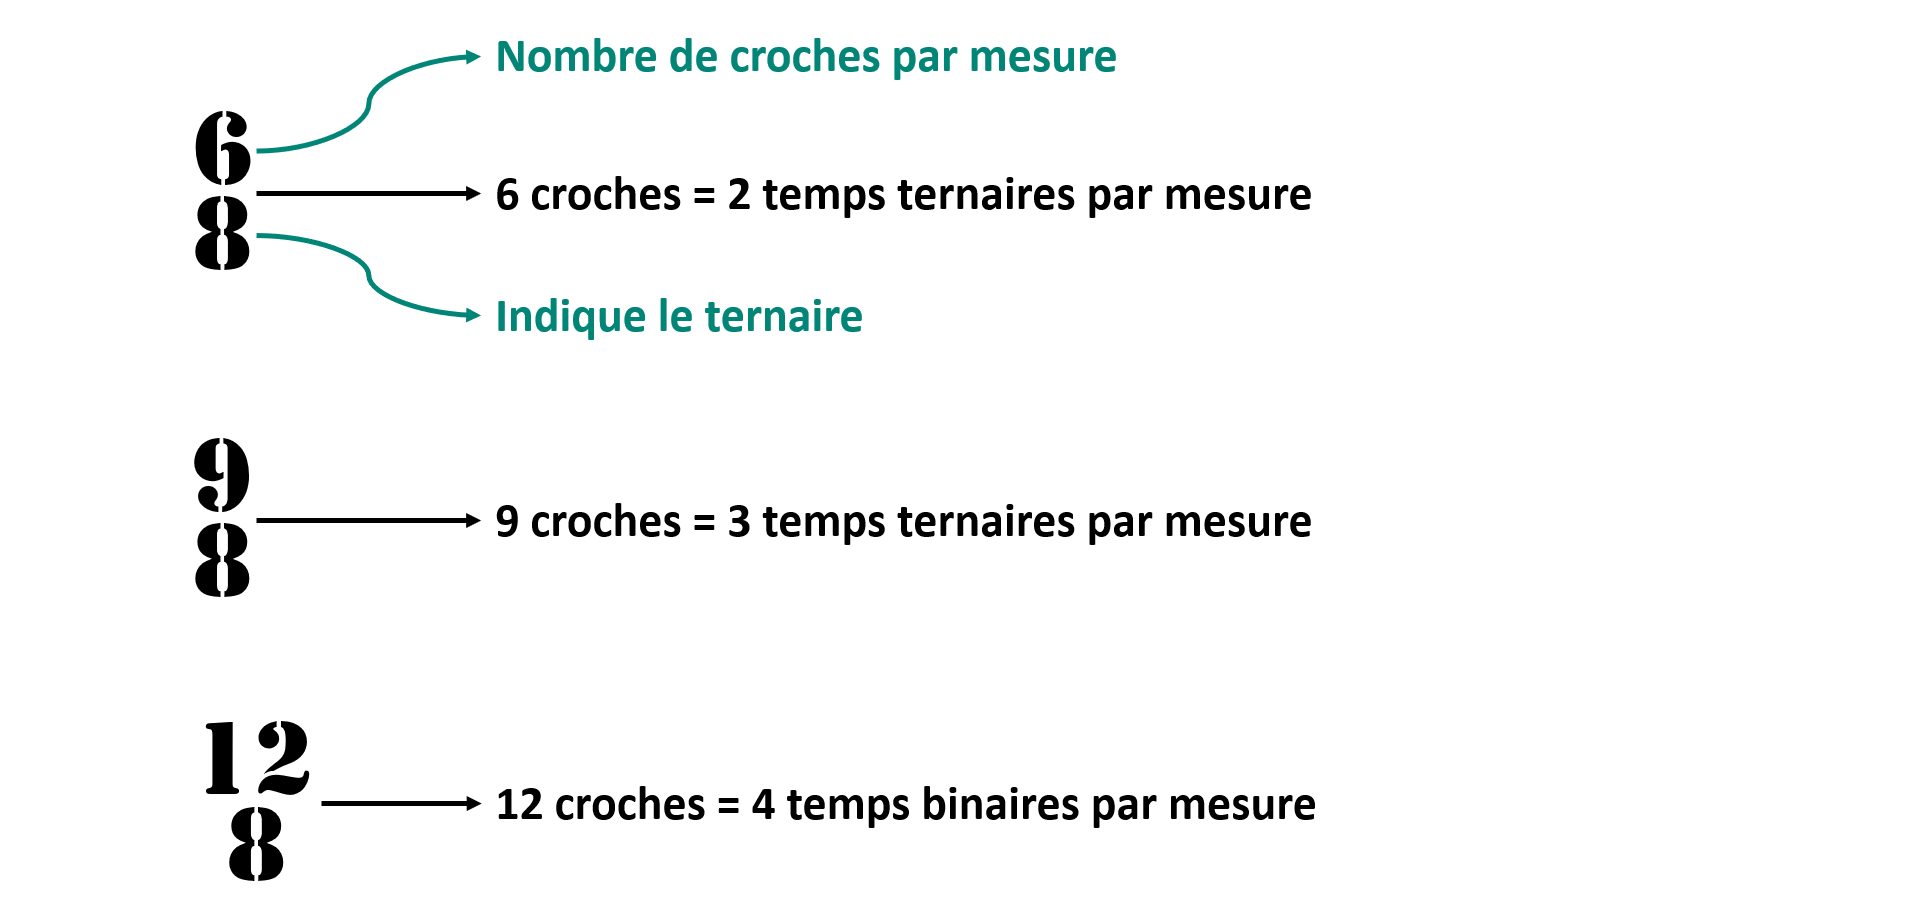 Nombre de croches par mesure
6
6 croches = 2 temps ternaires par mesure
8
Indique le ternaire
9
9 croches = 3 temps ternaires par mesure
8
12
12 croches = 4 temps binaires par mesure
8